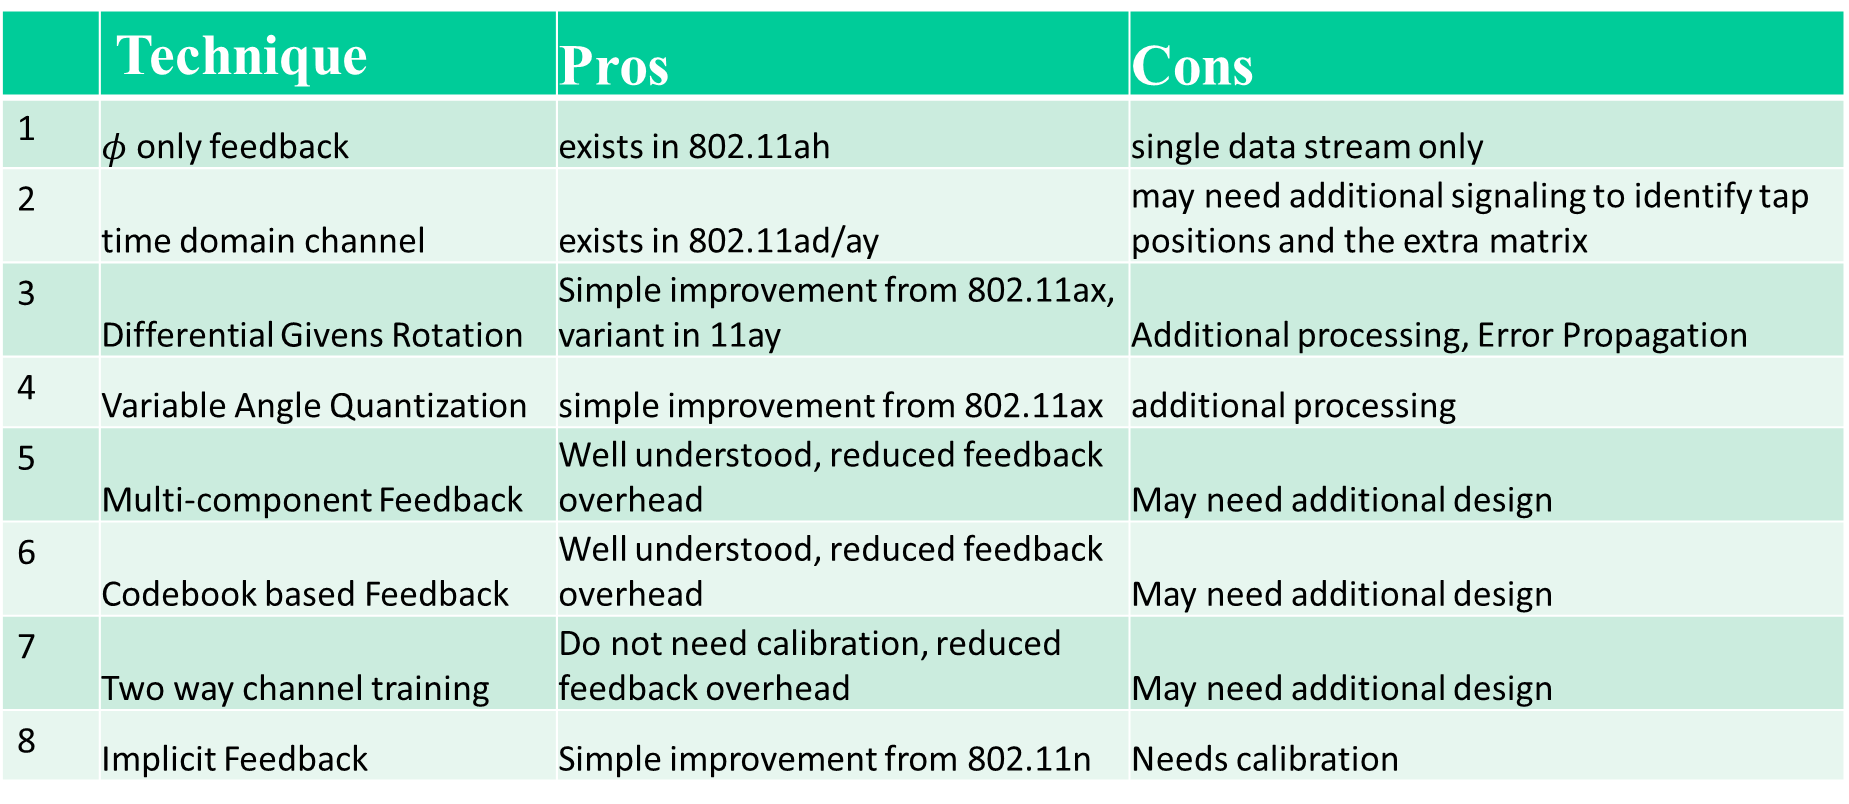 Technique Pros Cons
1 ϕ only feedback exists in 802.11ah single data stream only
2 time domain channel exists in 802.11ad/ay may need additional signaling to identify tap
positions and the extra matrix
3 Differential Givens Rotation Simple improvement from 802.11ax,
variant in 11ay Additional processing, Error Propagation
4 Variable Angle Quantization simple improvement from 802.11ax additional processing
5 Multi-component Feedback Well understood, reduced feedback
overhead May need additional design
6 Codebook based Feedback Well understood, reduced feedback
overhead May need additional design
7 Two way channel training Do not need calibration, reduced
feedback overhead May need additional design
8 Implicit Feedback Simple improvement from 802.11n Needs calibration